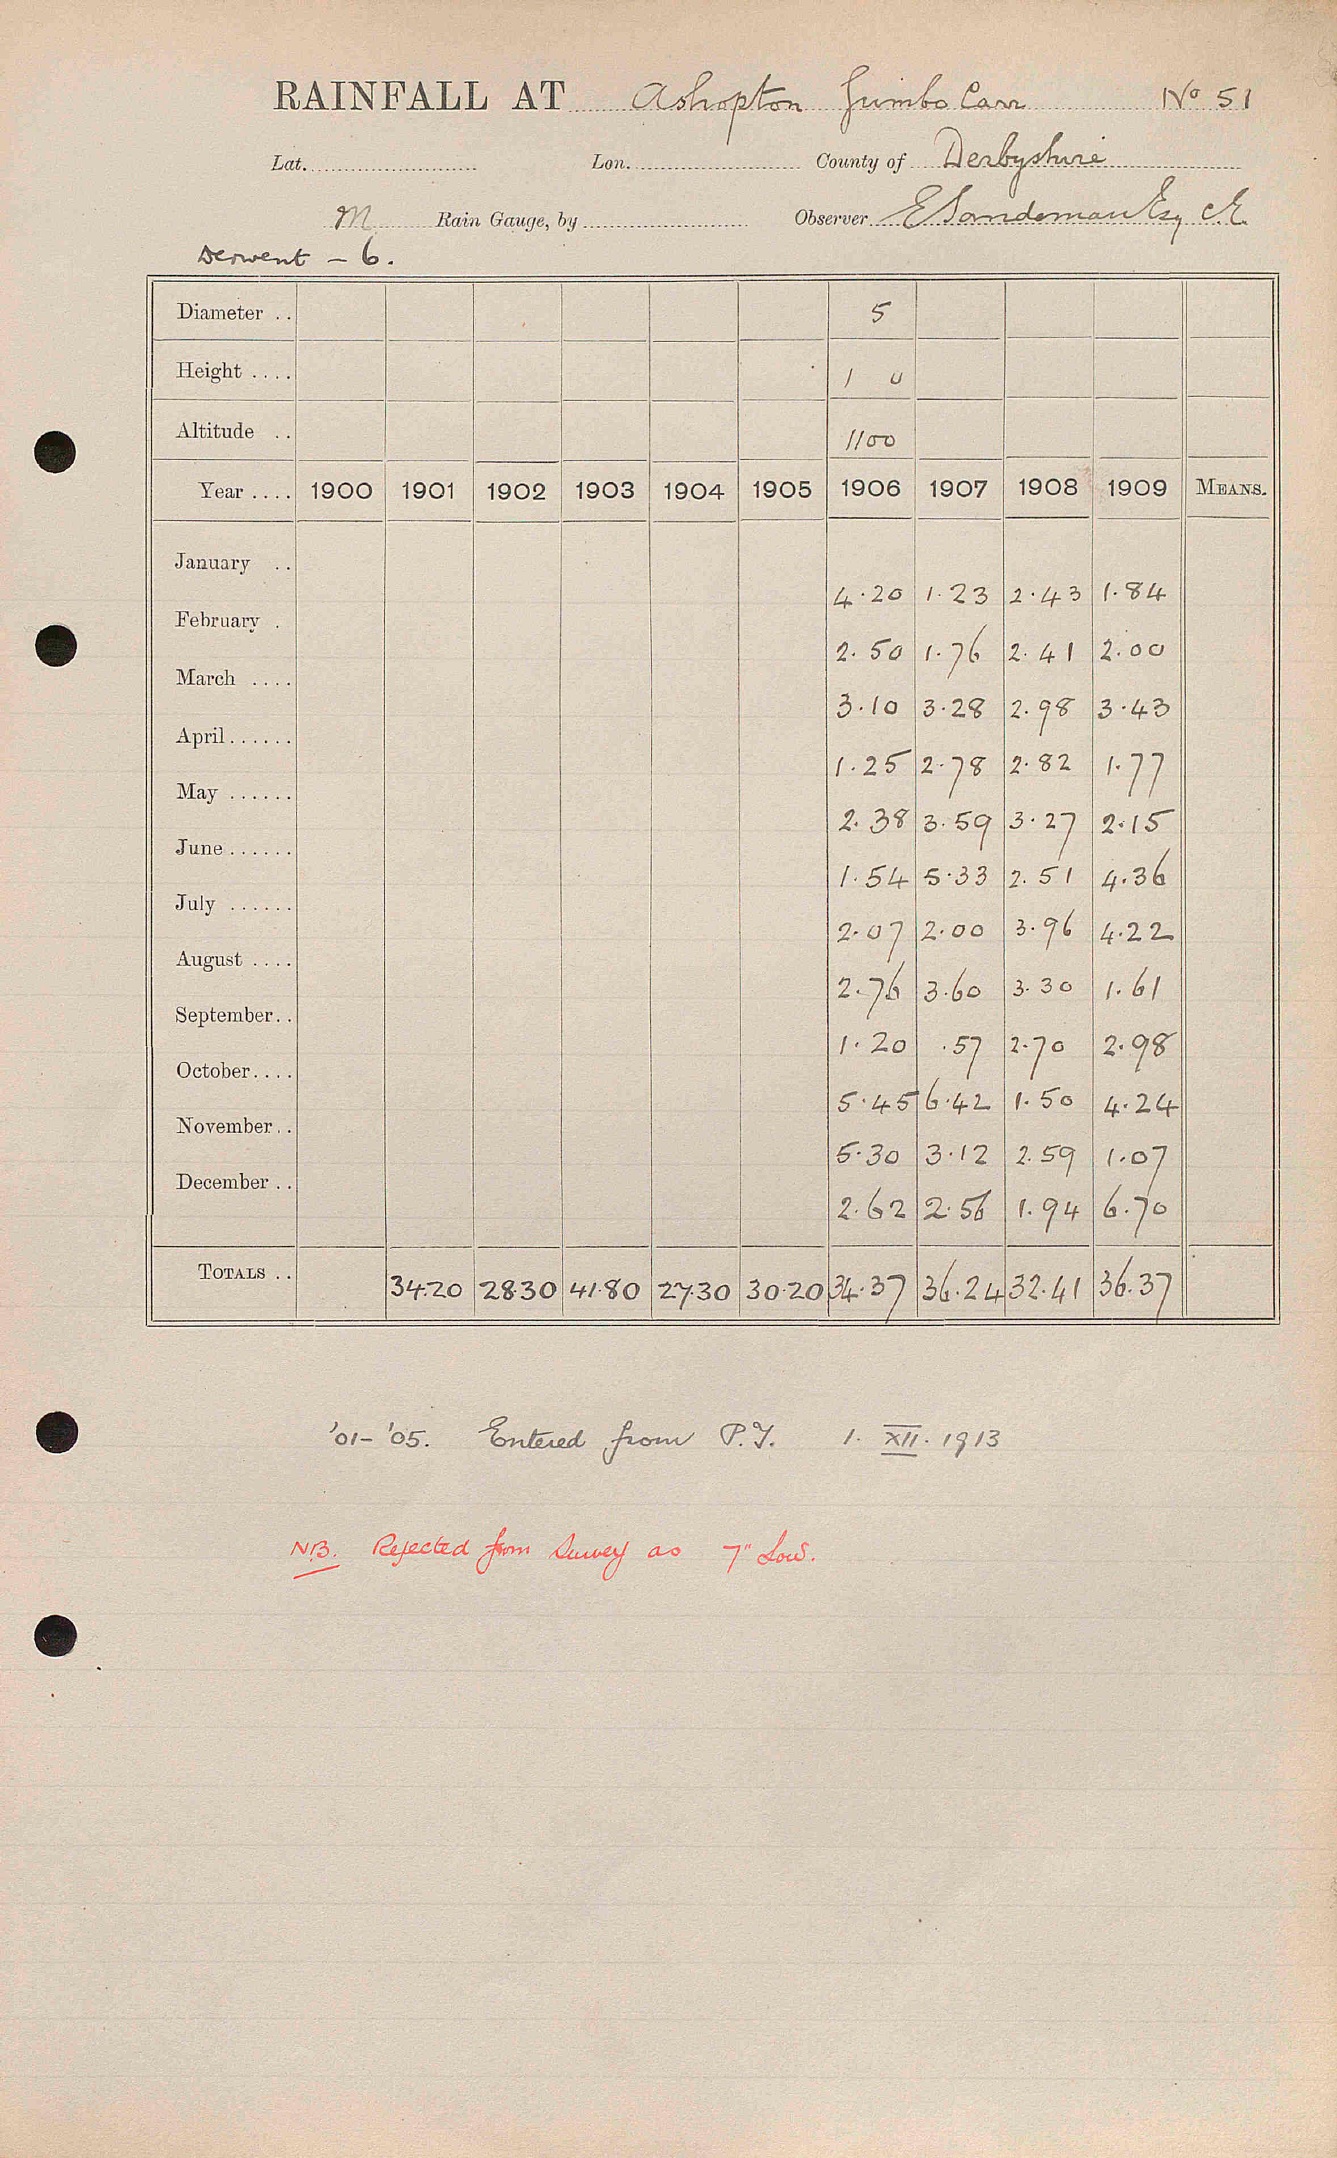 RAINFALL AT Ashopton Jumbo Carr No 51
Lat. Lon. County of Derbyshire
M Rain Gauge, by Observer E Sandeman Esq C.E.
Derwent - 6.
Diameter .. 5
Height .... 1 0
Altitude .. 1100
Year .... 1900 1901 1902 1903 1904 1905 1906 1907 1908 1909 MEANS.
January .. 4.20 1.23 2.43 1.84
February . 2.50 1.76 2.41 2.00
March .... 3.10 3.28 2.98 3.43
April...... 1.25 2.78 2.82 1.77
May ...... 2.38 3.59 3.27 2.15
June...... 1.54 5.33 2.51 4.36
July ...... 2.07 2.00 3.96 4.22
August .... 2.76 3.60 3.30 1.61
September.. 1.20 .57 2.70 2.98
October.... 5.45 6.42 1.50 4.24
November.. 5.30 3.12 2.59 1.07
December .. 2.62 2.56 1.94 6.70
TOTALS .. 34.20 28.30 41.80 27.30 30.20 34.37 36.24 32.41 36.37
'01-'05. Entered from P.T. 1. XII. 1913
N.B. Rejected from Survey as 7" Low.